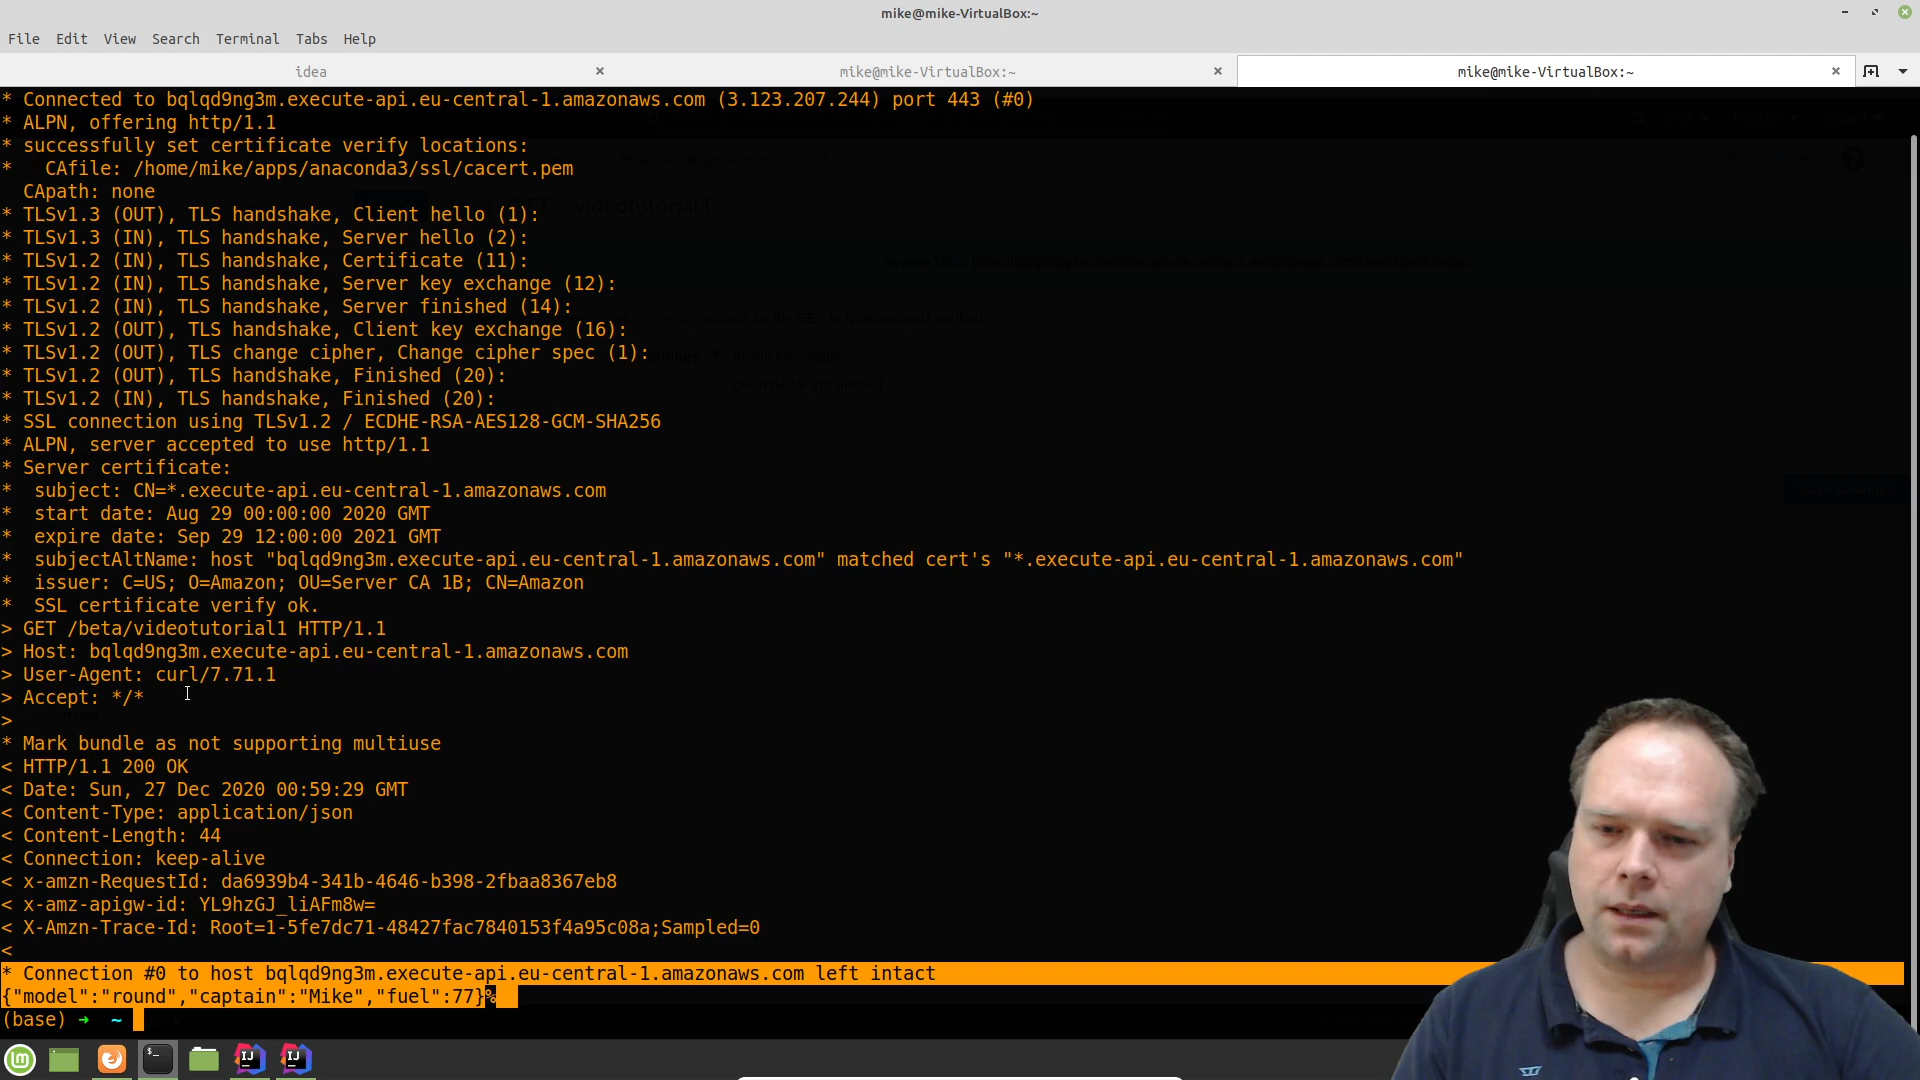 mike@mike-VirtualBox:~
File Edit View Search Terminal Tabs Help
idea
mike@mike-VirtualBox:~
mike@mike-VirtualBox:~
* Connected to bqlqd9ng3m.execute-api.eu-central-1.amazonaws.com (3.123.207.244) port 443 (#0)
* ALPN, offering http/1.1
* successfully set certificate verify locations:
*   CAfile: /home/mike/apps/anaconda3/ssl/cacert.pem
  CApath: none
* TLSv1.3 (OUT), TLS handshake, Client hello (1):
* TLSv1.3 (IN), TLS handshake, Server hello (2):
* TLSv1.2 (IN), TLS handshake, Certificate (11):
* TLSv1.2 (IN), TLS handshake, Server key exchange (12):
* TLSv1.2 (IN), TLS handshake, Server finished (14):
* TLSv1.2 (OUT), TLS handshake, Client key exchange (16):
* TLSv1.2 (OUT), TLS change cipher, Change cipher spec (1):
* TLSv1.2 (OUT), TLS handshake, Finished (20):
* TLSv1.2 (IN), TLS handshake, Finished (20):
* SSL connection using TLSv1.2 / ECDHE-RSA-AES128-GCM-SHA256
* ALPN, server accepted to use http/1.1
* Server certificate:
*  subject: CN=*.execute-api.eu-central-1.amazonaws.com
*  start date: Aug 29 00:00:00 2020 GMT
*  expire date: Sep 29 12:00:00 2021 GMT
*  subjectAltName: host "bqlqd9ng3m.execute-api.eu-central-1.amazonaws.com" matched cert's "*.execute-api.eu-central-1.amazonaws.com"
*  issuer: C=US; O=Amazon; OU=Server CA 1B; CN=Amazon
*  SSL certificate verify ok.
> GET /beta/videotutorial1 HTTP/1.1
> Host: bqlqd9ng3m.execute-api.eu-central-1.amazonaws.com
> User-Agent: curl/7.71.1
> Accept: */*
>
* Mark bundle as not supporting multiuse
< HTTP/1.1 200 OK
< Date: Sun, 27 Dec 2020 00:59:29 GMT
< Content-Type: application/json
< Content-Length: 44
< Connection: keep-alive
< x-amzn-RequestId: da6939b4-341b-4646-b398-2fbaa8367eb8
< x-amz-apigw-id: YL9hzGJ_liAFm8w=
< X-Amzn-Trace-Id: Root=1-5fe7dc71-48427fac7840153f4a95c08a;Sampled=0
<
* Connection #0 to host bqlqd9ng3m.execute-api.eu-central-1.amazonaws.com left intact
{"model":"round","captain":"Mike","fuel":77}%
(base) ➜  ~